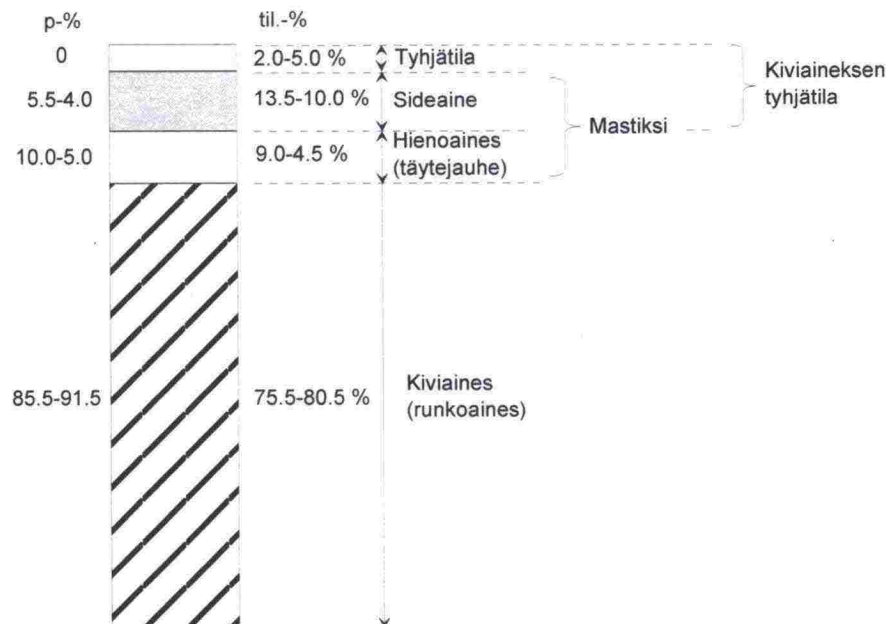 p-%
til.-%
0
2.0-5.0 %
Tyhjätila
Kiviaineksen
tyhjätila
5.5-4.0
13.5-10.0 %
Sideaine
Mastiksi
10.0-5.0
9.0-4.5 %
Hienoaines
(täytejauhe)
85.5-91.5
75.5-80.5 %
Kiviaines
(runkoaines)